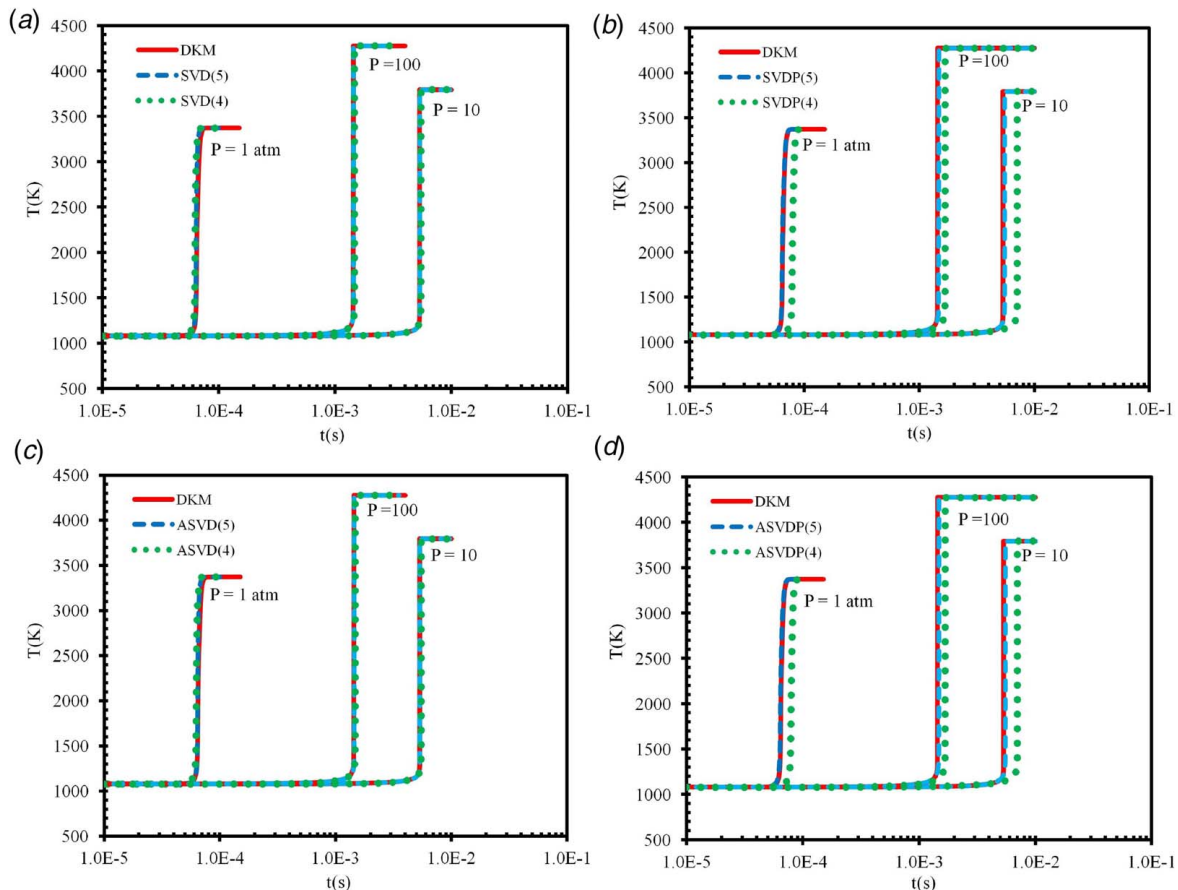 (a)
4500
4000
3500
3000
2500
2000
1500
1000
500
T(K)
DKM
SVD(5)
SVD(4)
P =100
P = 10
P = 1 atm
1.0E-5 1.0E-4 1.0E-3 1.0E-2 1.0E-1
t(s)
(b)
4500
4000
3500
3000
2500
2000
1500
1000
500
T(K)
DKM
SVDP(5)
SVDP(4)
P =100
P = 10
P = 1 atm
1.0E-5 1.0E-4 1.0E-3 1.0E-2 1.0E-1
t(s)
(c)
4500
4000
3500
3000
2500
2000
1500
1000
500
T(K)
DKM
ASVD(5)
ASVD(4)
P =100
P = 10
P = 1 atm
1.0E-5 1.0E-4 1.0E-3 1.0E-2 1.0E-1
t(s)
(d)
4500
4000
3500
3000
2500
2000
1500
1000
500
T(K)
DKM
ASVDP(5)
ASVDP(4)
P =100
P = 10
P = 1 atm
1.0E-5 1.0E-4 1.0E-3 1.0E-2 1.0E-1
t(s)